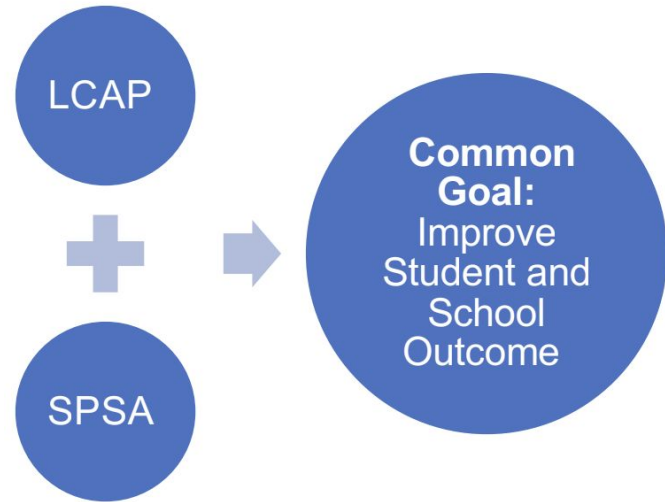 LCAP
SPSA
Common
Goal:
Improve
Student and
School
Outcome